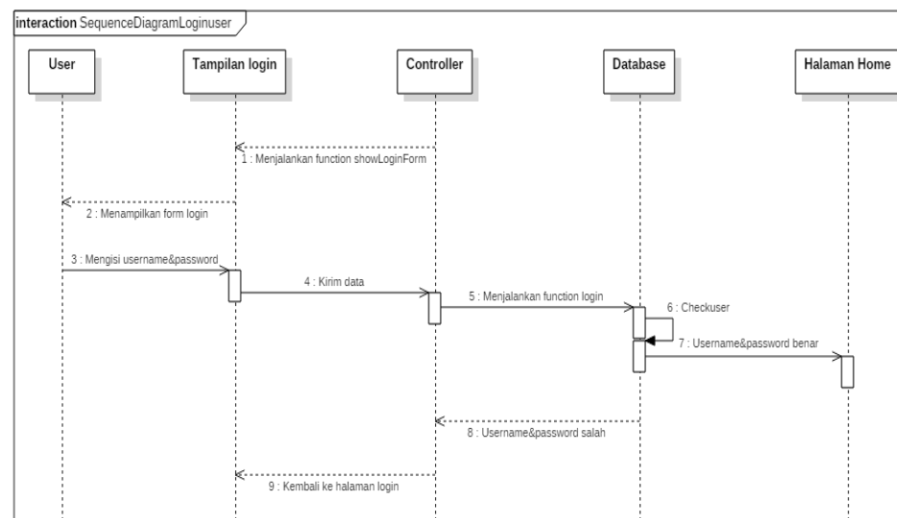 interaction SequenceDiagramLoginuser
User
Tampilan login
Controller
Database
Halaman Home
1 : Menjalankan function showLoginForm
2 : Menampilkan form login
3 : Mengisi username&password
4 : Kirim data
5 : Menjalankan function login
6 : Checkuser
7 : Username&password benar
8 : Username&password salah
9 : Kembali ke halaman login